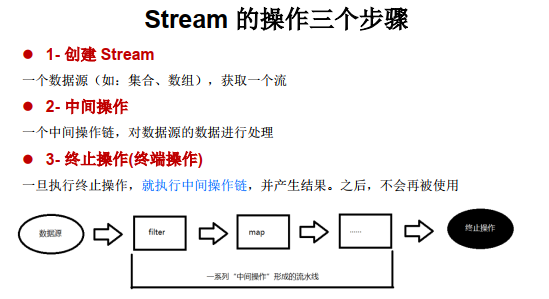 Stream 的操作三个步骤
● 1- 创建 Stream
一个数据源（如：集合、数组），获取一个流
● 2- 中间操作
一个中间操作链，对数据源的数据进行处理
● 3- 终止操作(终端操作)
一旦执行终止操作，就执行中间操作链，并产生结果。之后，不会再被使用
数据源
filter
map
......
终止操作
一系列“中间操作”形成的流水线